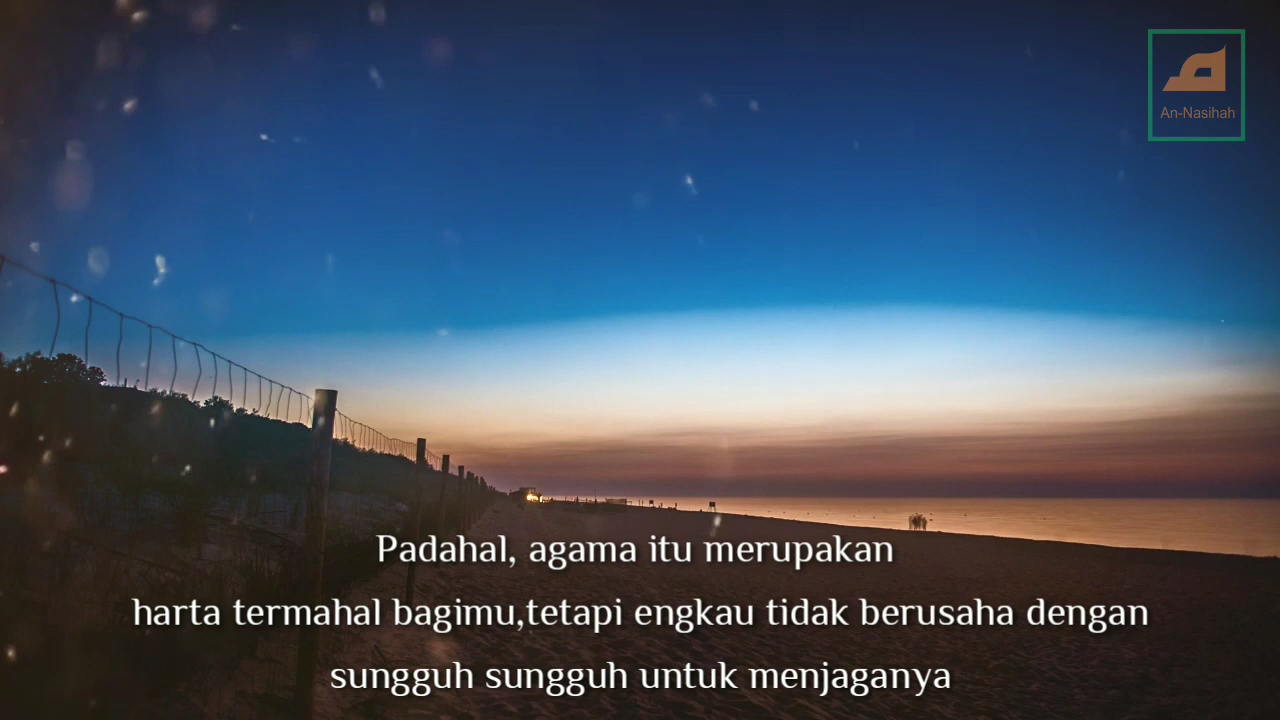 An-Nasihah
Padahal, agama itu merupakan
harta termahal bagimu,tetapi engkau tidak berusaha dengan
sungguh sungguh untuk menjaganya